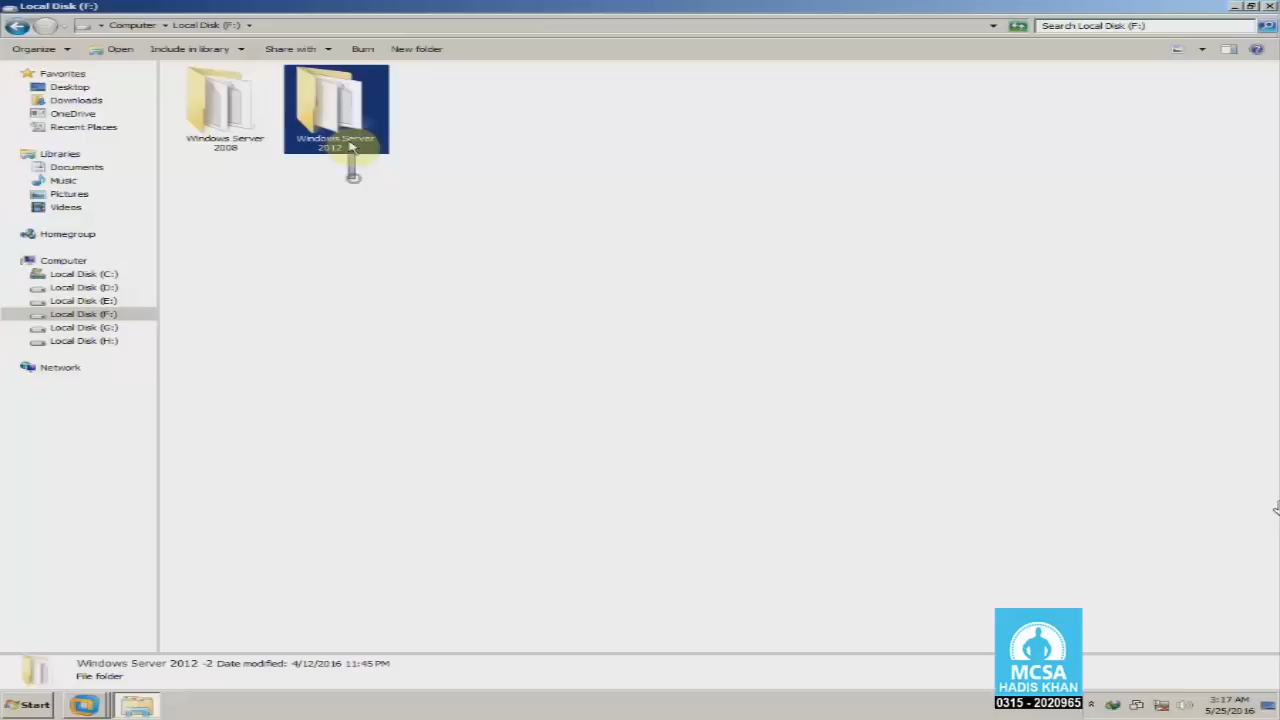 Local Disk (F:)
Computer
Local Disk (F:)
Search Local Disk (F:)
Organize
Open
Include in library
Share with
Burn
New folder
Favorites
Desktop
Downloads
OneDrive
Recent Places
Libraries
Documents
Music
Pictures
Videos
Homegroup
Computer
Local Disk (C:)
Local Disk (D:)
Local Disk (E:)
Local Disk (F:)
Local Disk (G:)
Local Disk (H:)
Network
Windows Server
2008
Windows Server
2012
Windows Server 2012 -2 Date modified: 4/12/2016 11:45 PM
File folder
MCSA
HADIS KHAN
0315 - 2020965
Start
3:17 AM
5/25/2016